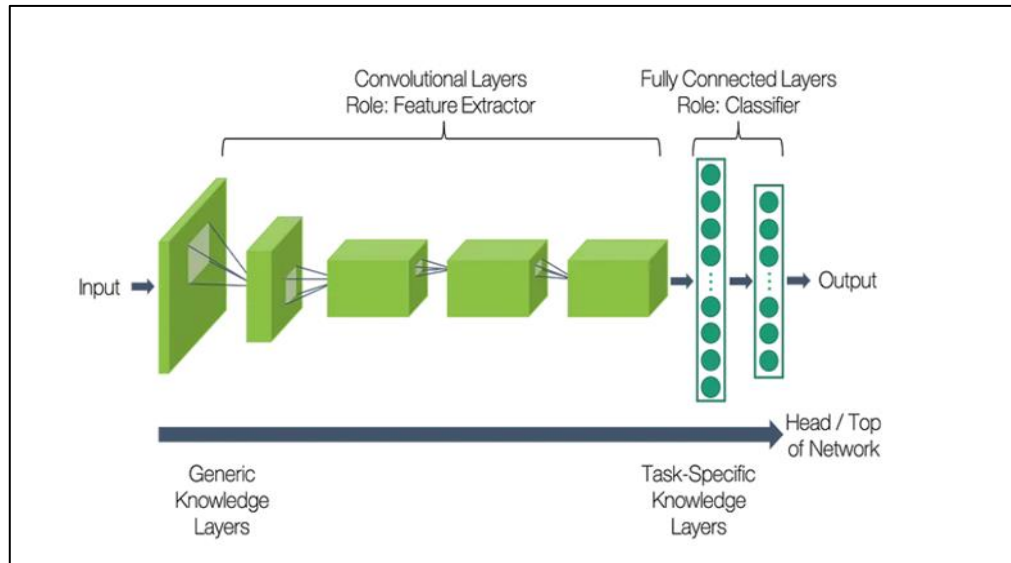 Convolutional Layers
Role: Feature Extractor
Fully Connected Layers
Role: Classifier
Input
Output
Head / Top
of Network
Generic
Knowledge
Layers
Task-Specific
Knowledge
Layers